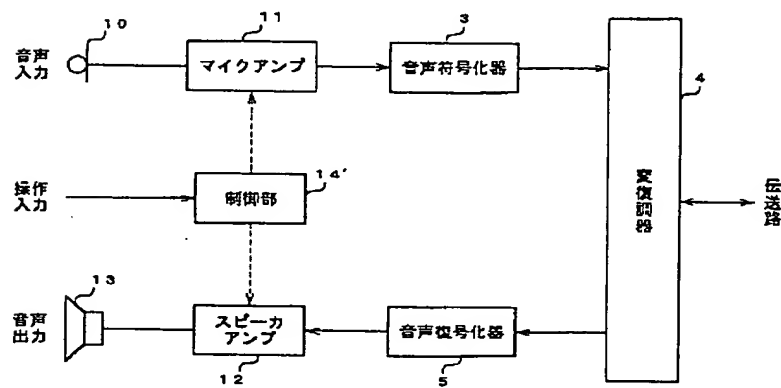 10
11
3
音声
入力
マイクアンプ
音声符号化器
4
操作
入力
制御部
14'
変復調器
伝送路
13
音声
出力
スピーカ
アンプ
12
音声復号化器
5